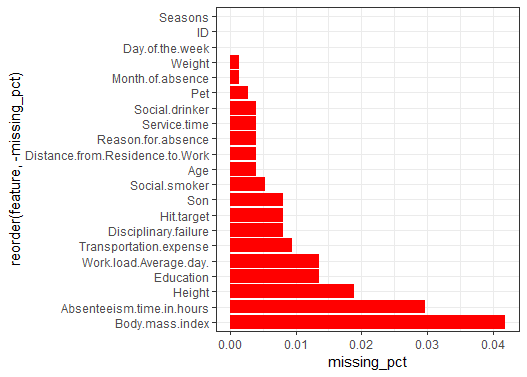 Seasons
ID
Day.of.the.week
Weight
Month.of.absence
Pet
Social.drinker
Service.time
Reason.for.absence
Distance.from.Residence.to.Work
Age
Social.smoker
Son
Hit.target
Disciplinary.failure
Transportation.expense
Work.load.Average.day.
Education
Height
Absenteeism.time.in.hours
Body.mass.index
reorder(feature, -missing_pct)
0.00 0.01 0.02 0.03 0.04
missing_pct